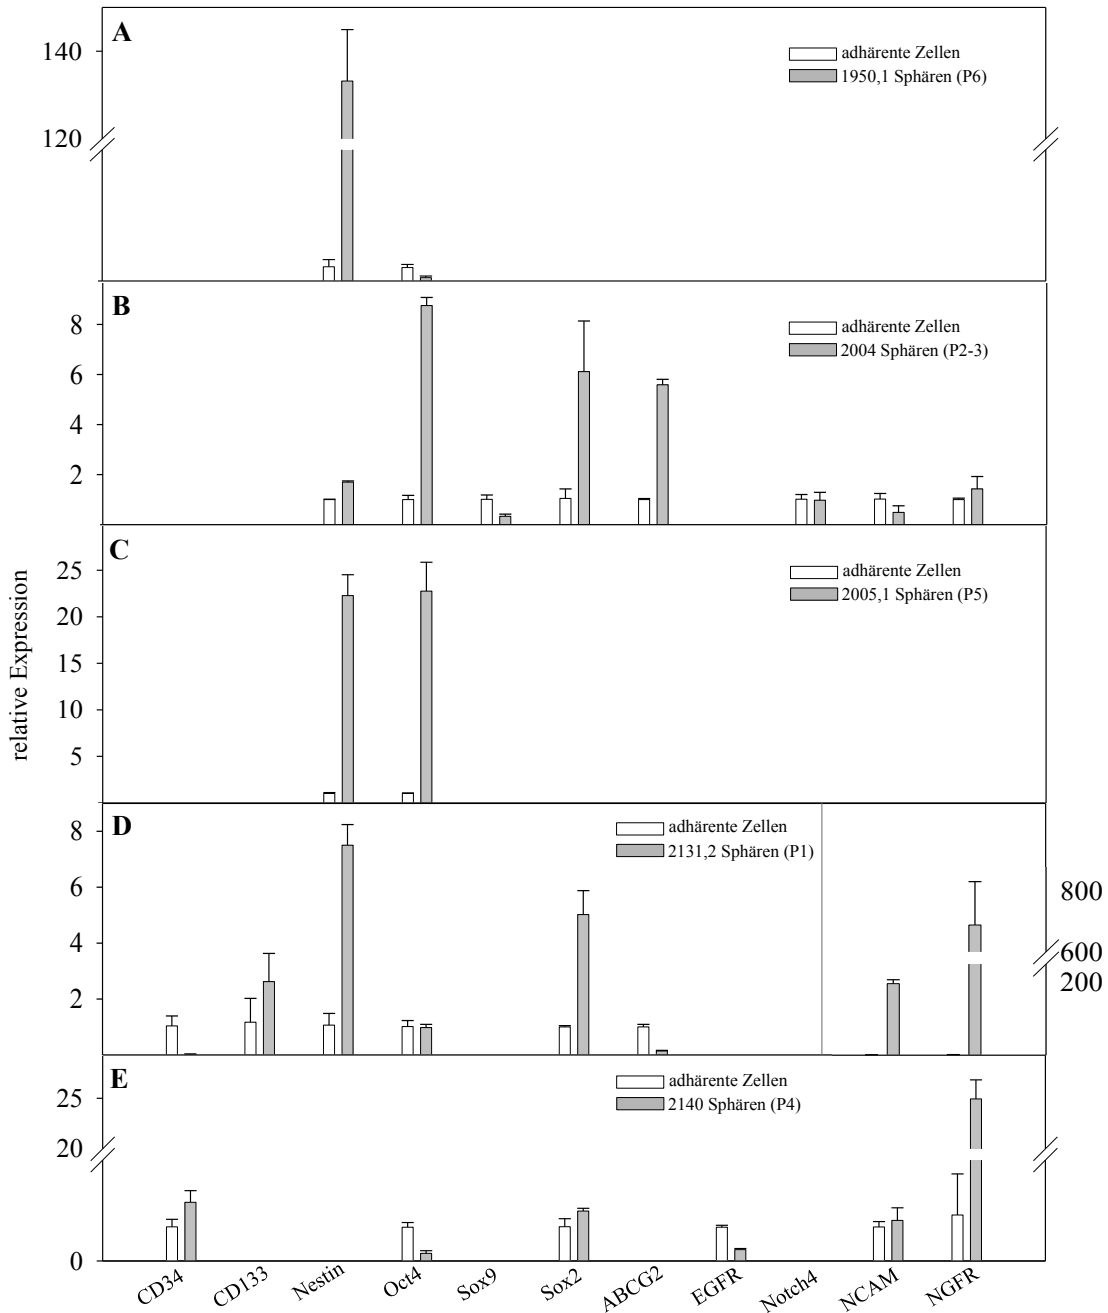 A
adhärente Zellen
1950,1 Sphären (P6)
140
120
B
adhärente Zellen
2004 Sphären (P2-3)
8
6
4
2
C
adhärente Zellen
2005,1 Sphären (P5)
25
20
15
10
5
relative Expression
D
adhärente Zellen
2131,2 Sphären (P1)
8
6
4
2
800
600
200
E
adhärente Zellen
2140 Sphären (P4)
25
20
0
CD34
CD133
Nestin
Oct4
Sox9
Sox2
ABCG2
EGFR
Notch4
NCAM
NGFR